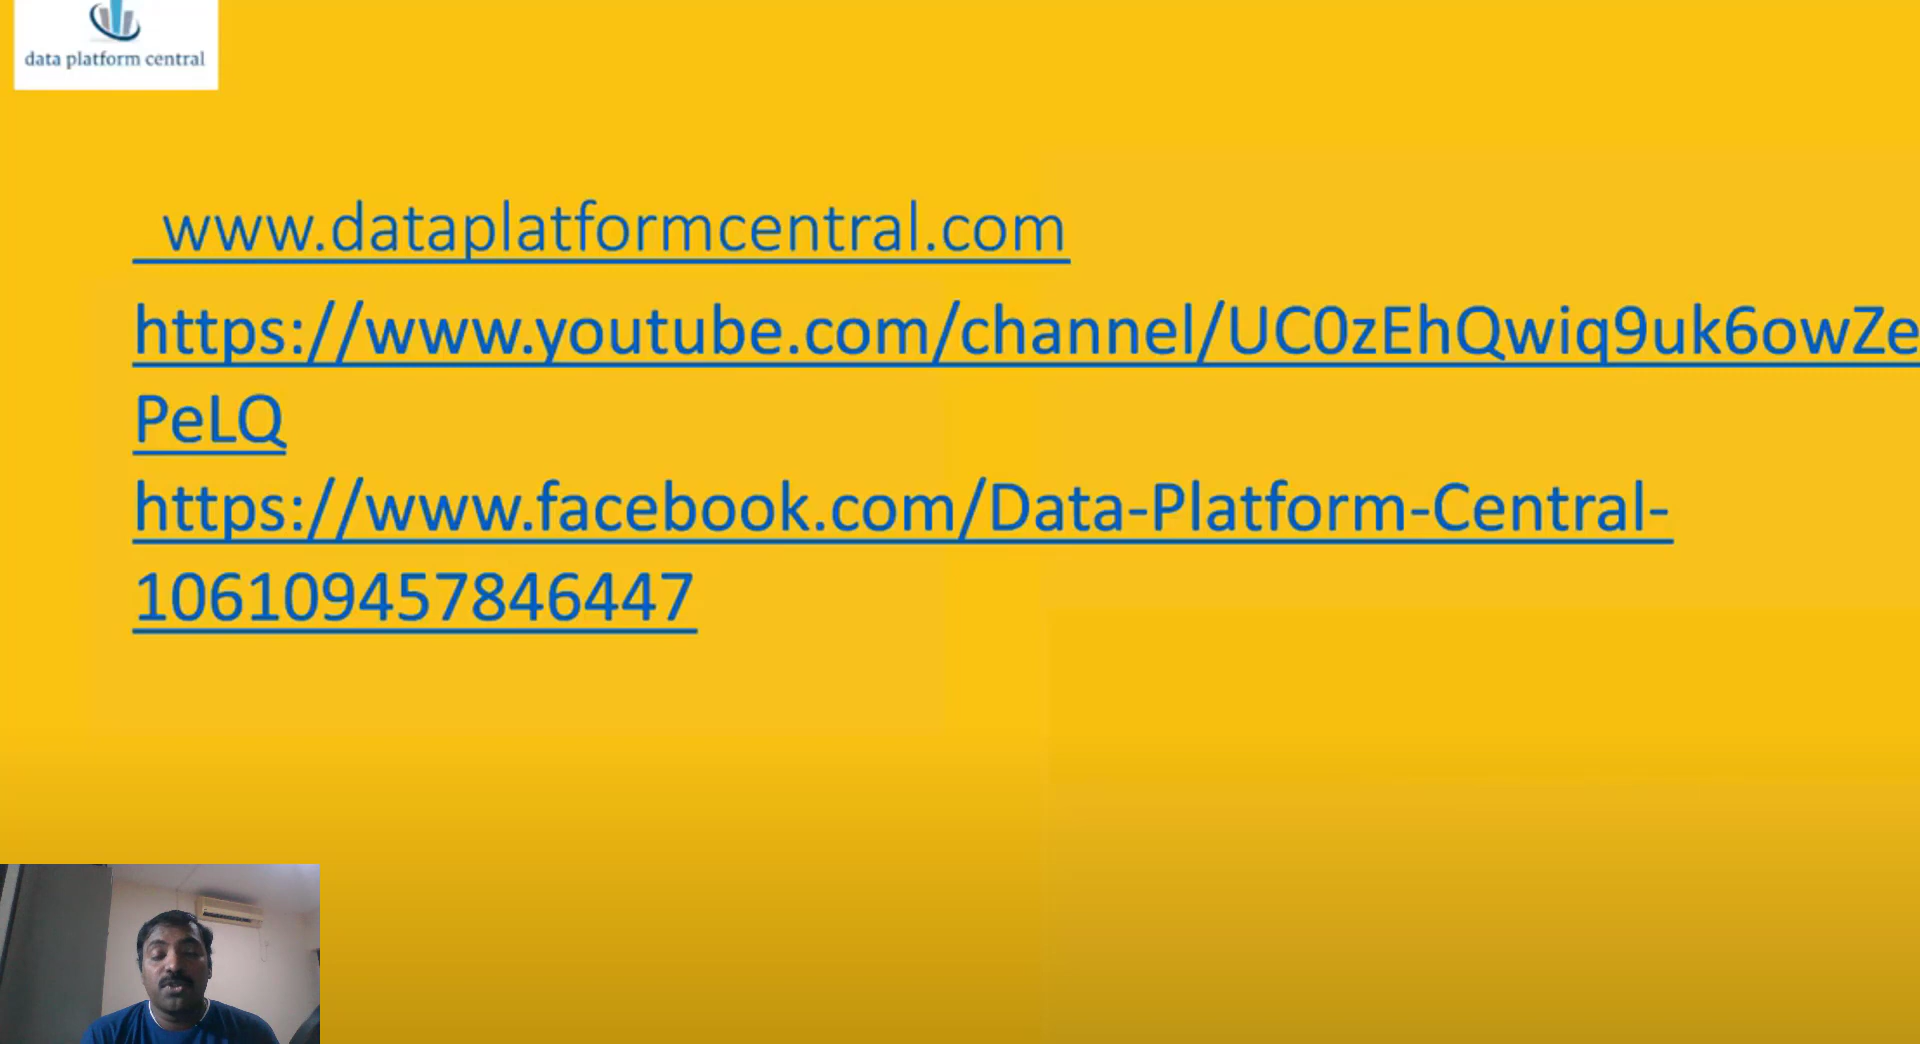 data platform central
www.dataplatformcentral.com
https://www.youtube.com/channel/UC0zEhQwiq9uk6owZe
PeLQ
https://www.facebook.com/Data-Platform-Central-
106109457846447